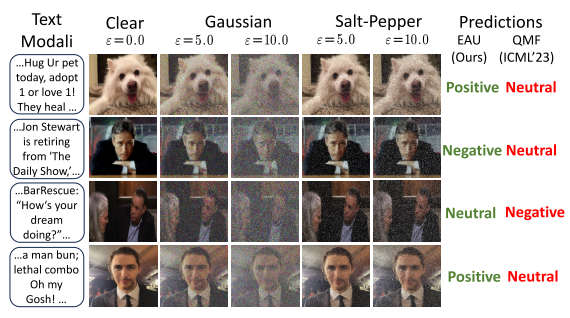 Text
Modali
Clear
Gaussian
Salt-Pepper
Predictions
ε=0.0
ε=5.0
ε=10.0
ε=5.0
ε=10.0
EAU
(Ours)
QMF
(ICML'23)
...Hug Ur pet
today, adopt
1 or love 1!
They heal ...
Positive
Neutral
...Jon Stewart
is retiring
from 'The
Daily Show,'...
Negative
Neutral
...BarRescue:
“How's your
dream
doing?”...
Neutral
Negative
...a man bun;
lethal combo
Oh my
Gosh! ...
Positive
Neutral